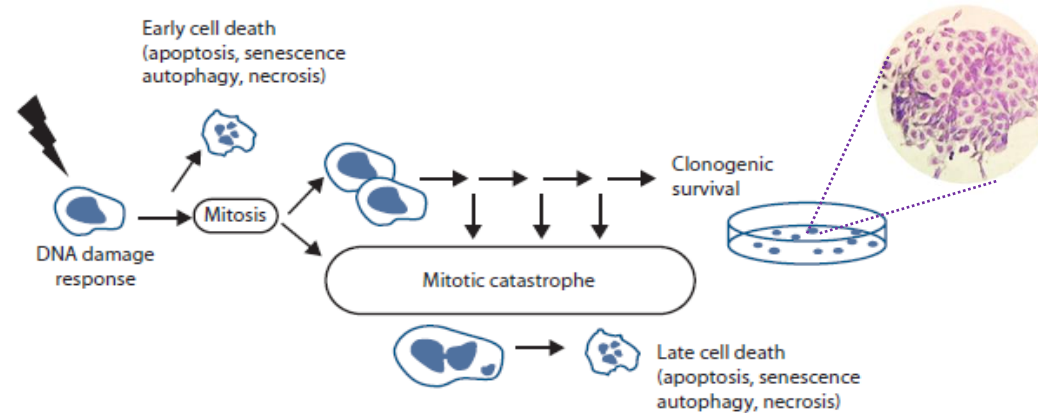 Early cell death
(apoptosis, senescence
autophagy, necrosis)
DNA damage
response
Mitosis
Clonogenic
survival
Mitotic catastrophe
Late cell death
(apoptosis, senescence
autophagy, necrosis)